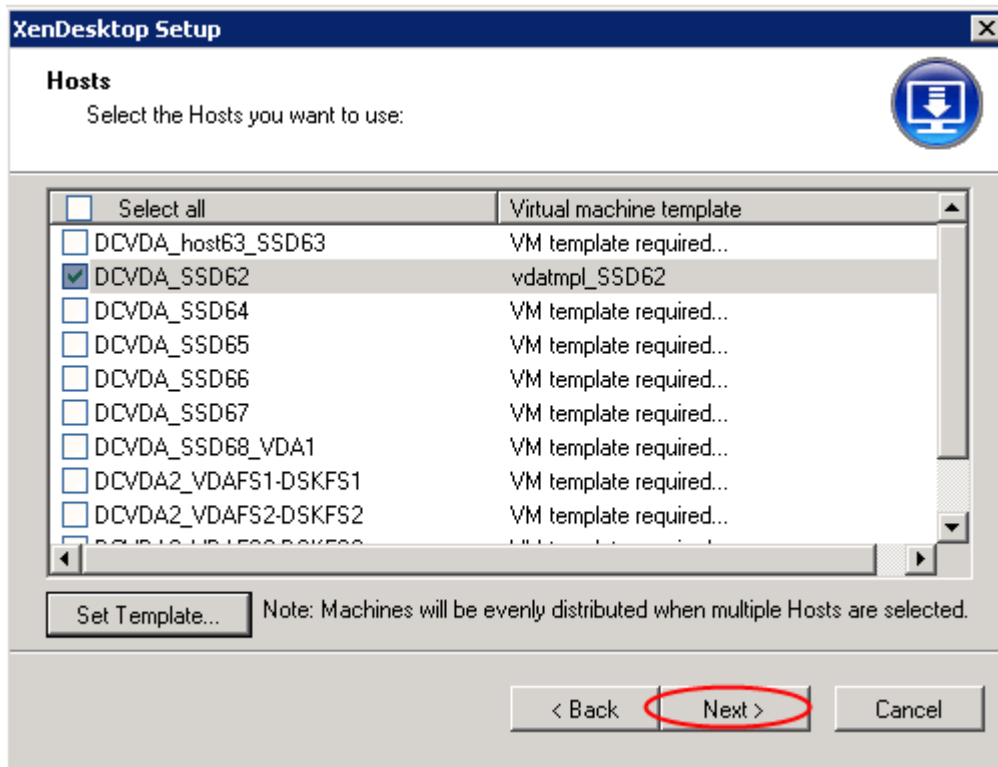 XenDesktop Setup
Hosts
Select the Hosts you want to use:
Select all Virtual machine template
DCVDA_host63_SSD63 VM template required...
DCVDA_SSD62 vdatmpl_SSD62
DCVDA_SSD64 VM template required...
DCVDA_SSD65 VM template required...
DCVDA_SSD66 VM template required...
DCVDA_SSD67 VM template required...
DCVDA_SSD68_VDA1 VM template required...
DCVDA2_VDAFS1-DSKFS1 VM template required...
DCVDA2_VDAFS2-DSKFS2 VM template required...
Set Template... Note: Machines will be evenly distributed when multiple Hosts are selected.
< Back Next > Cancel